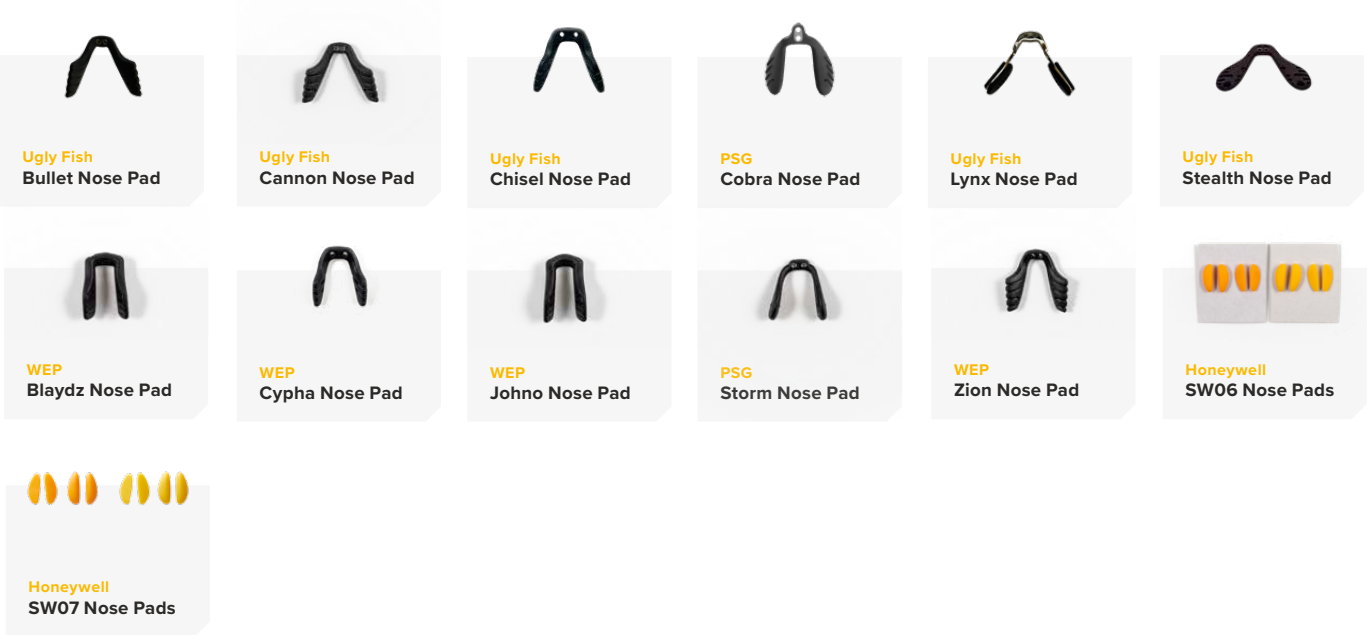 Ugly Fish
Bullet Nose Pad
Ugly Fish
Cannon Nose Pad
Ugly Fish
Chisel Nose Pad
PSG
Cobra Nose Pad
Ugly Fish
Lynx Nose Pad
Ugly Fish
Stealth Nose Pad
WEP
Blaydz Nose Pad
WEP
Cypha Nose Pad
WEP
Johno Nose Pad
PSG
Storm Nose Pad
WEP
Zion Nose Pad
Honeywell
SW06 Nose Pads
Honeywell
SW07 Nose Pads